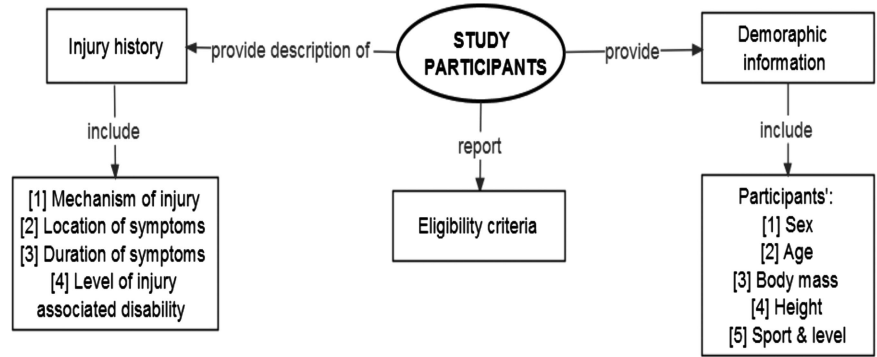 Injury history
provide description of
STUDY
PARTICIPANTS
provide
Demoraphic
information
include
report
include
[1] Mechanism of injury
[2] Location of symptoms
[3] Duration of symptoms
[4] Level of injury
associated disability
Eligibility criteria
Participants':
[1] Sex
[2] Age
[3] Body mass
[4] Height
[5] Sport & level